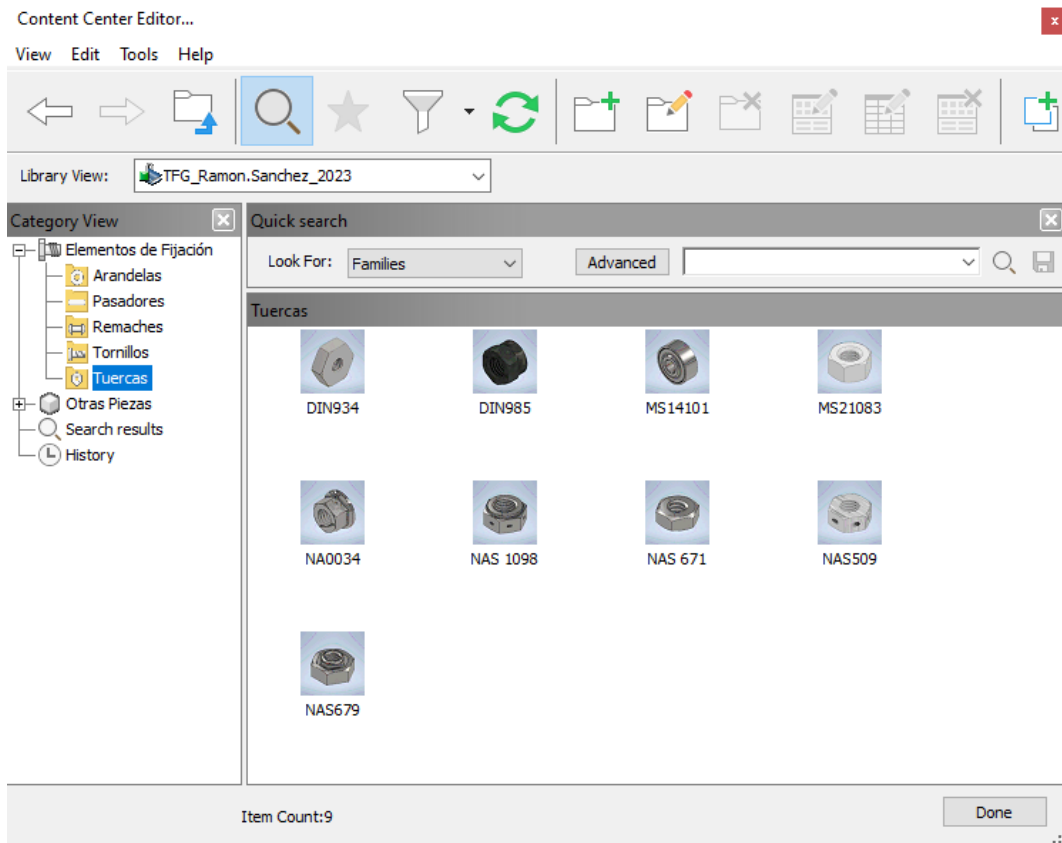 Content Center Editor...
x
View Edit Tools Help
Library View: TFG_Ramon.Sanchez_2023
Category View
Elementos de Fijación
Arandelas
Pasadores
Remaches
Tornillos
Tuercas
Otras Piezas
Search results
History
Quick search
Look For: Families Advanced
Tuercas
DIN934 DIN985 MS14101 MS21083
NA0034 NAS 1098 NAS 671 NAS509
NAS679
Item Count:9
Done